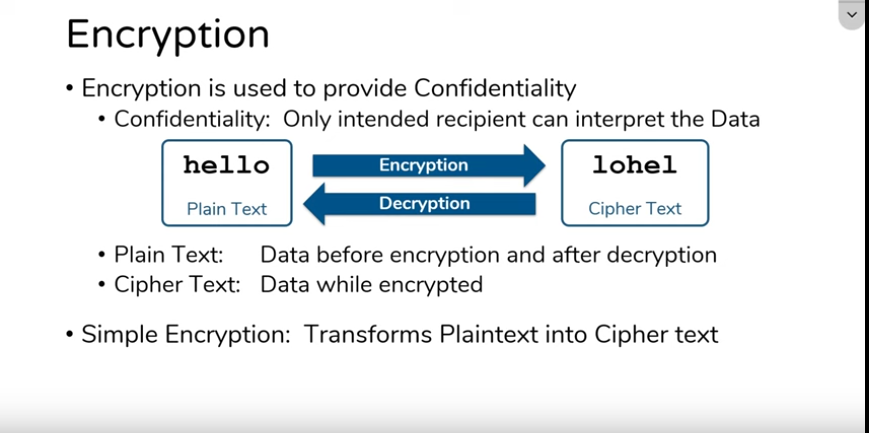 Encryption
• Encryption is used to provide Confidentiality
• Confidentiality: Only intended recipient can interpret the Data
hello Encryption lohel
Plain Text Decryption Cipher Text
• Plain Text: Data before encryption and after decryption
• Cipher Text: Data while encrypted
• Simple Encryption: Transforms Plaintext into Cipher text